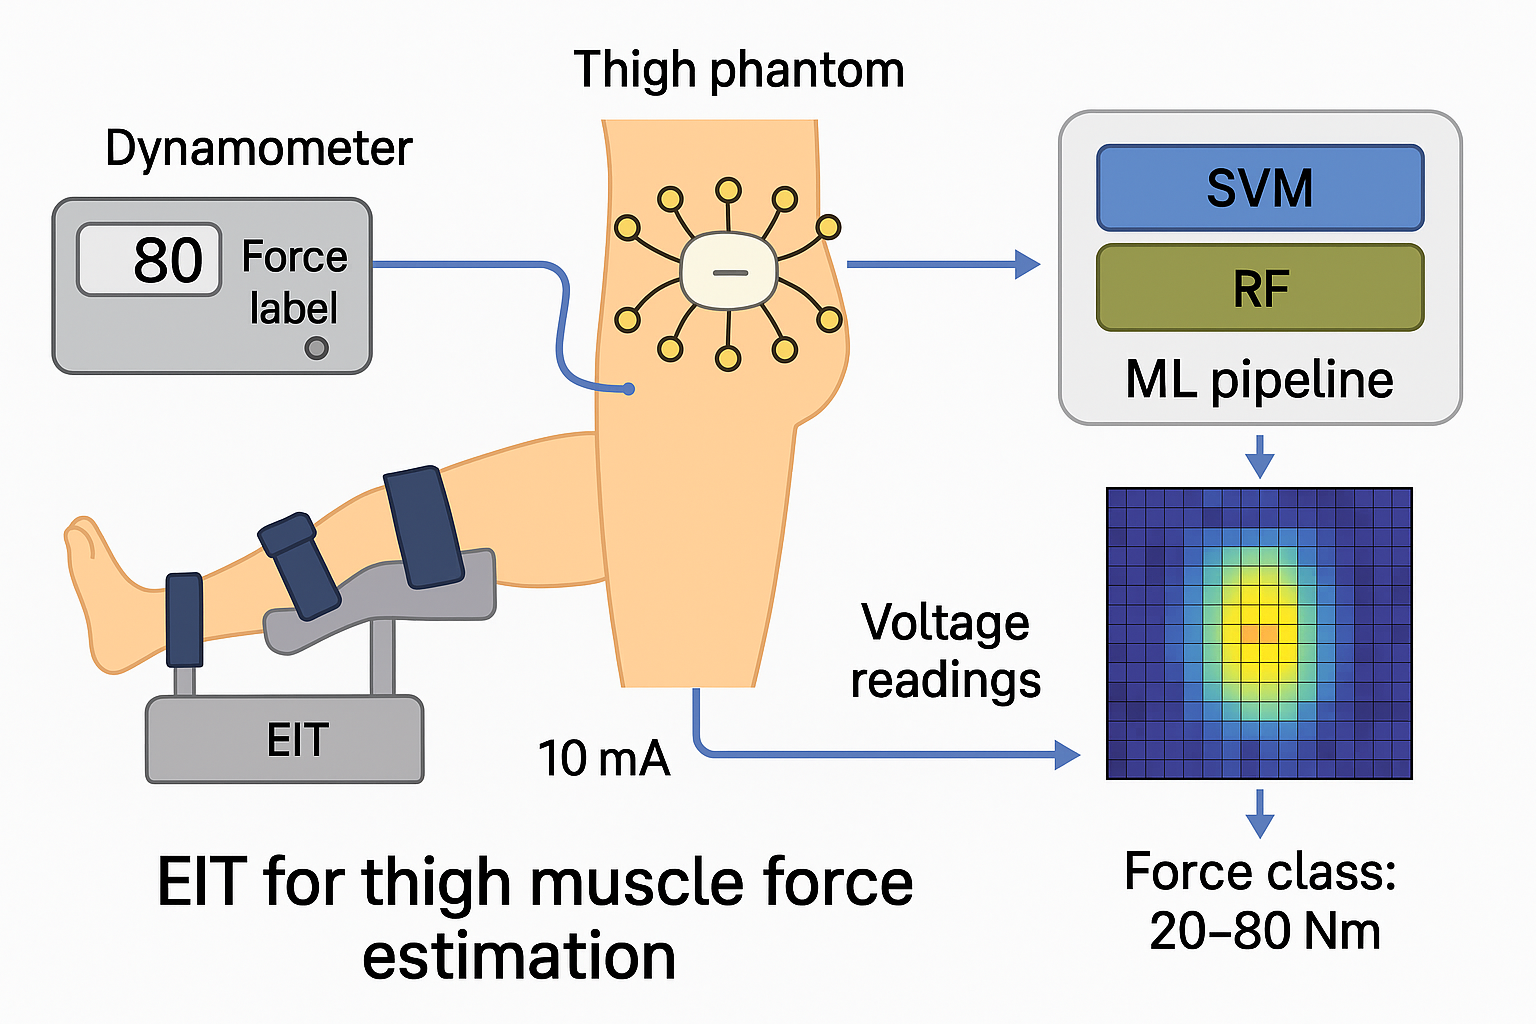 Thigh phantom
Dynamometer
80
Force
label
SVM
RF
ML pipeline
Voltage
readings
EIT
10 mA
EIT for thigh muscle force
estimation
Force class:
20–80 Nm